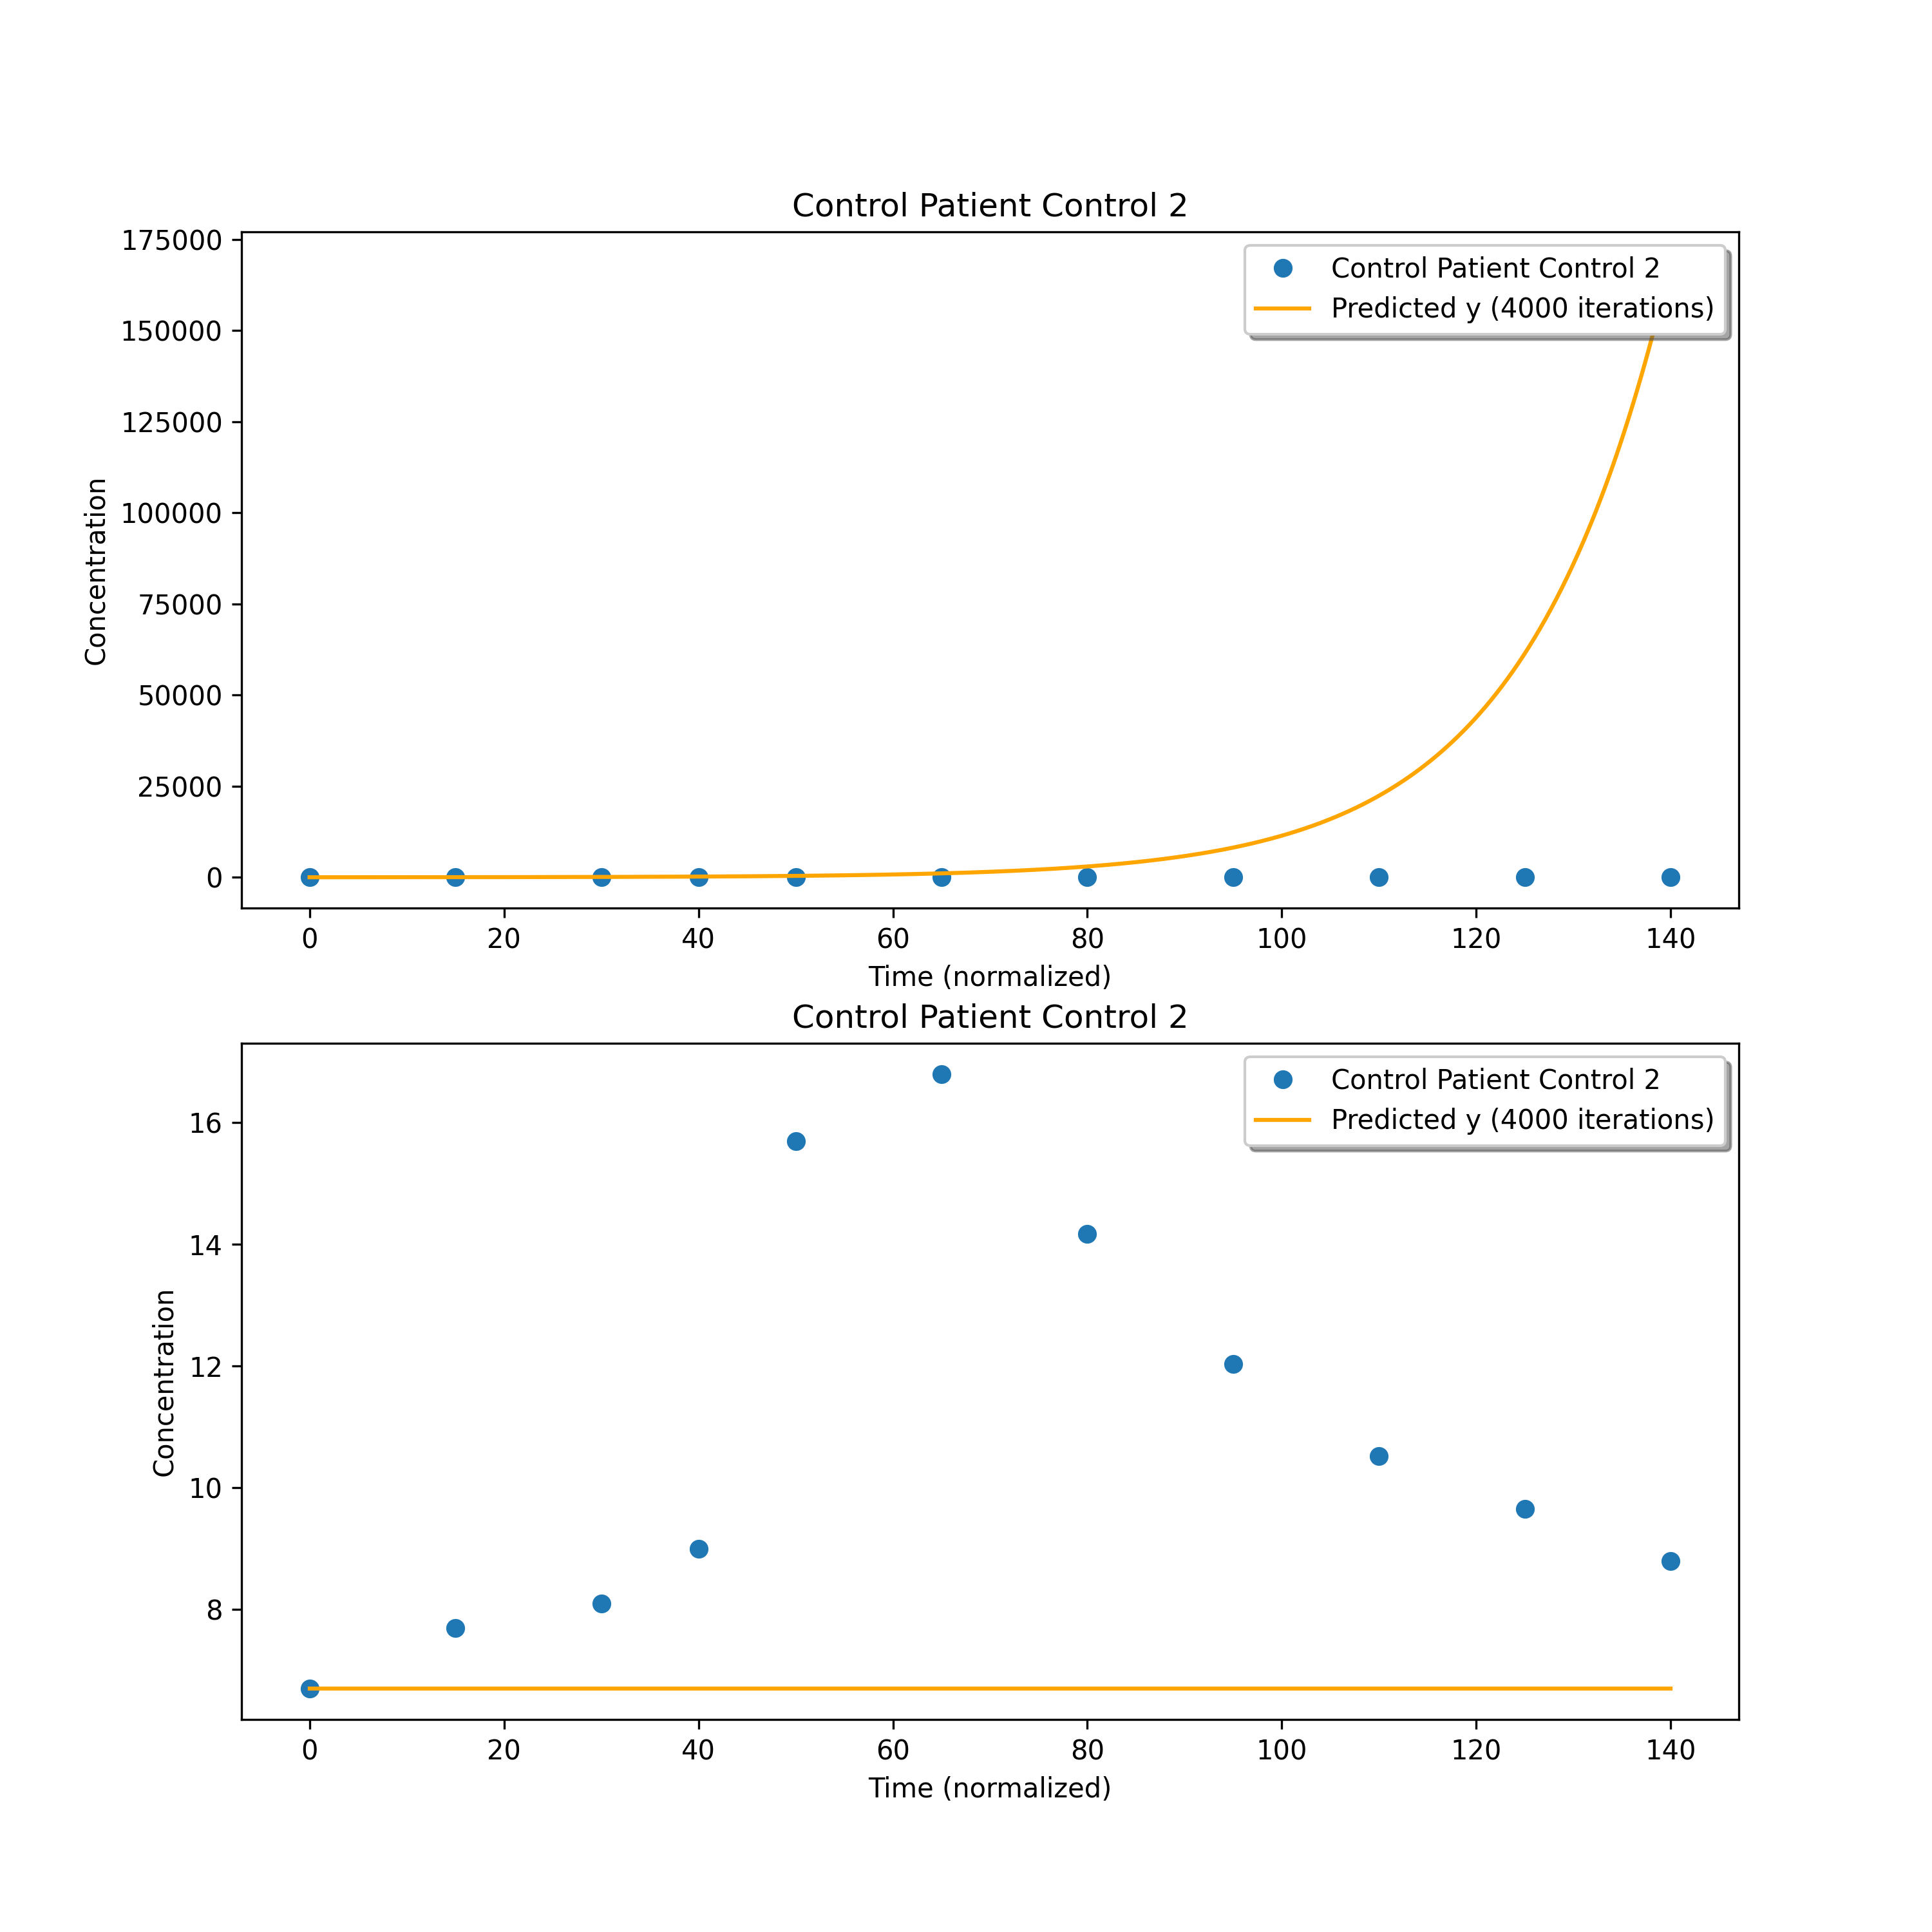 Control Patient Control 2
175000
150000
125000
100000
75000
50000
25000
0
Concentration
Control Patient Control 2
Predicted y (4000 iterations)
0 20 40 60 80 100 120 140
Time (normalized)
Control Patient Control 2
16
14
12
10
8
Concentration
Control Patient Control 2
Predicted y (4000 iterations)
0 20 40 60 80 100 120 140
Time (normalized)